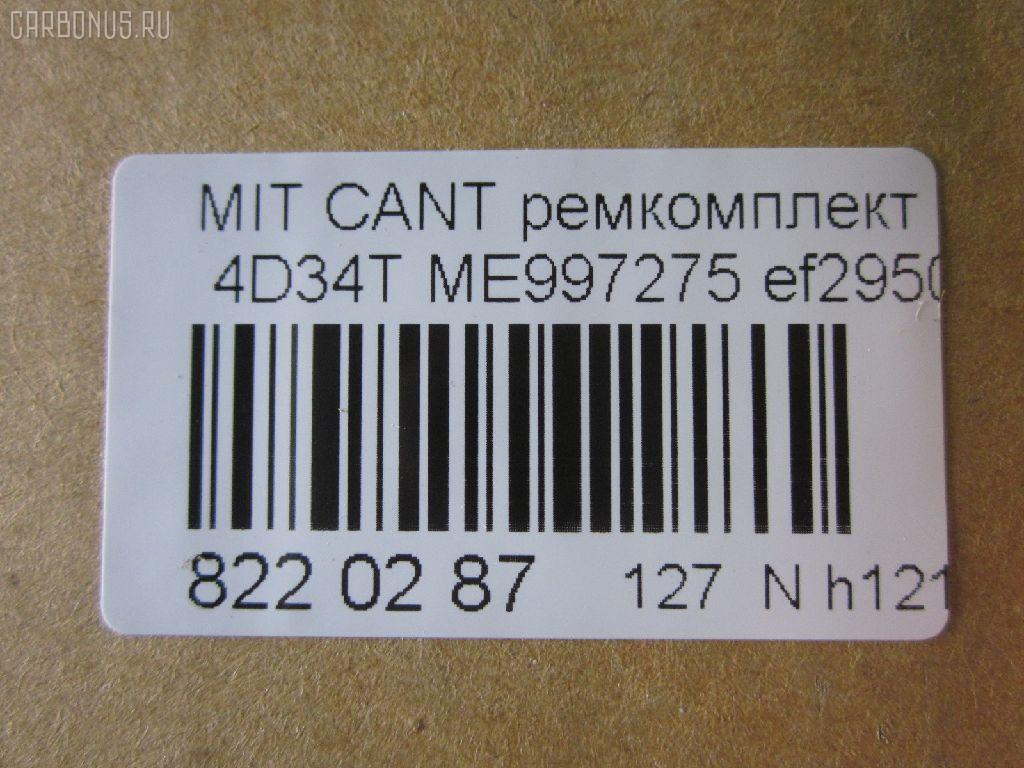 CARBONUS.RU
MIT CANT ремкомплект
4D34T ME997275 ef2950
822 02 87 127 N h121